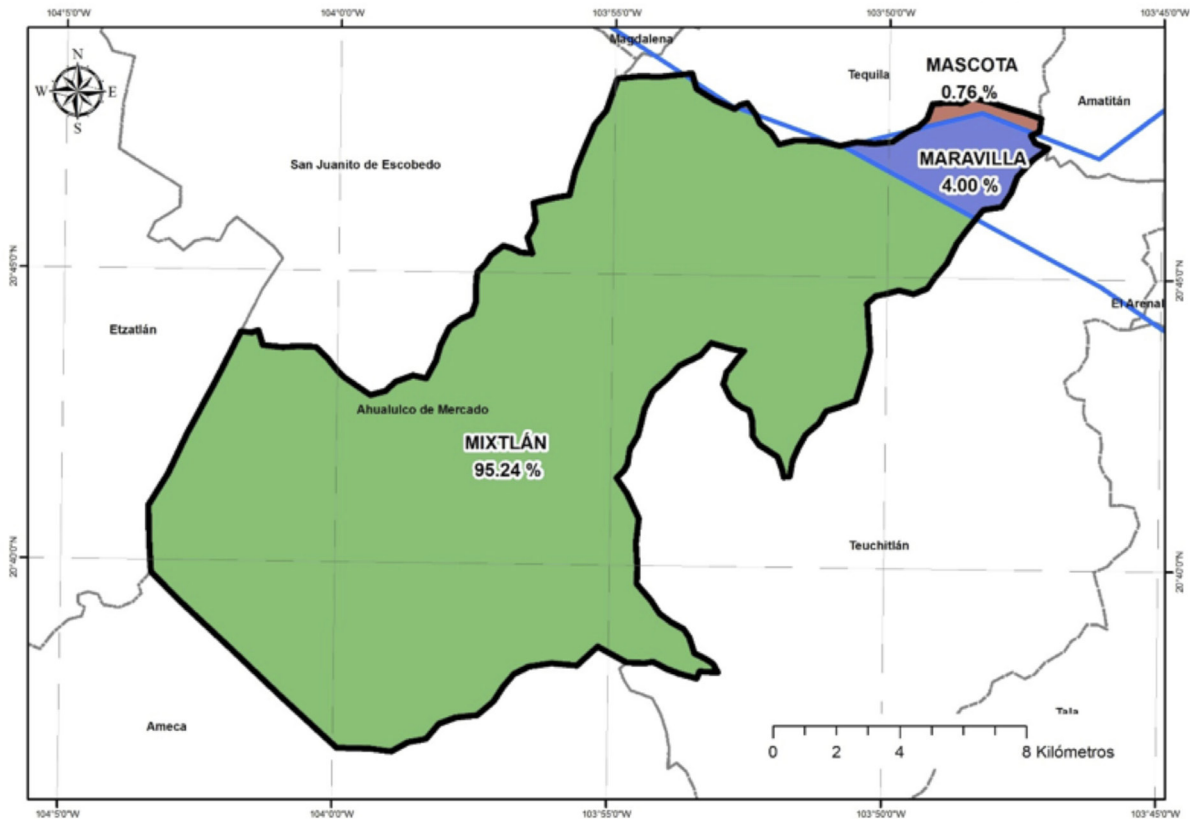 104°5'0"W 104°0'0"W 103°55'0"W 103°50'0"W 103°45'0"W
Magdalena
N
W E
S
Tequila
MASCOTA
0.76 %
Amatitán
San Juanito de Escobedo
MARAVILLA
4.00 %
20°45'0"N
20°45'0"N
El Arenal
Etzatlán
Ahualulco de Mercado
MIXTLÁN
95.24 %
Teuchitlán
20°40'0"N
20°40'0"N
Ameca
Tala
0 2 4 8 Kilómetros
104°5'0"W 104°0'0"W 103°55'0"W 103°50'0"W 103°45'0"W